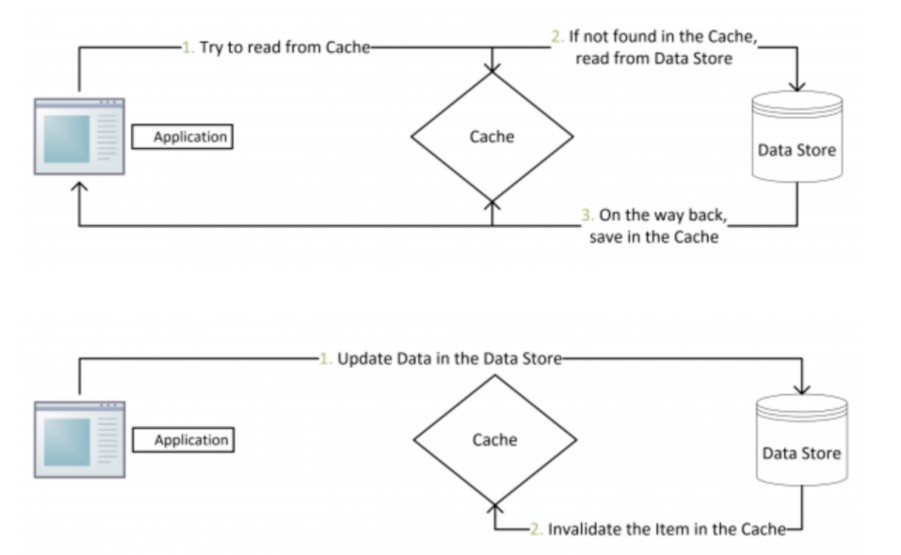 1. Try to read from Cache
2. If not found in the Cache,
read from Data Store
Application
Cache
Data Store
3. On the way back,
save in the Cache
1. Update Data in the Data Store
Application
Cache
Data Store
2. Invalidate the Item in the Cache